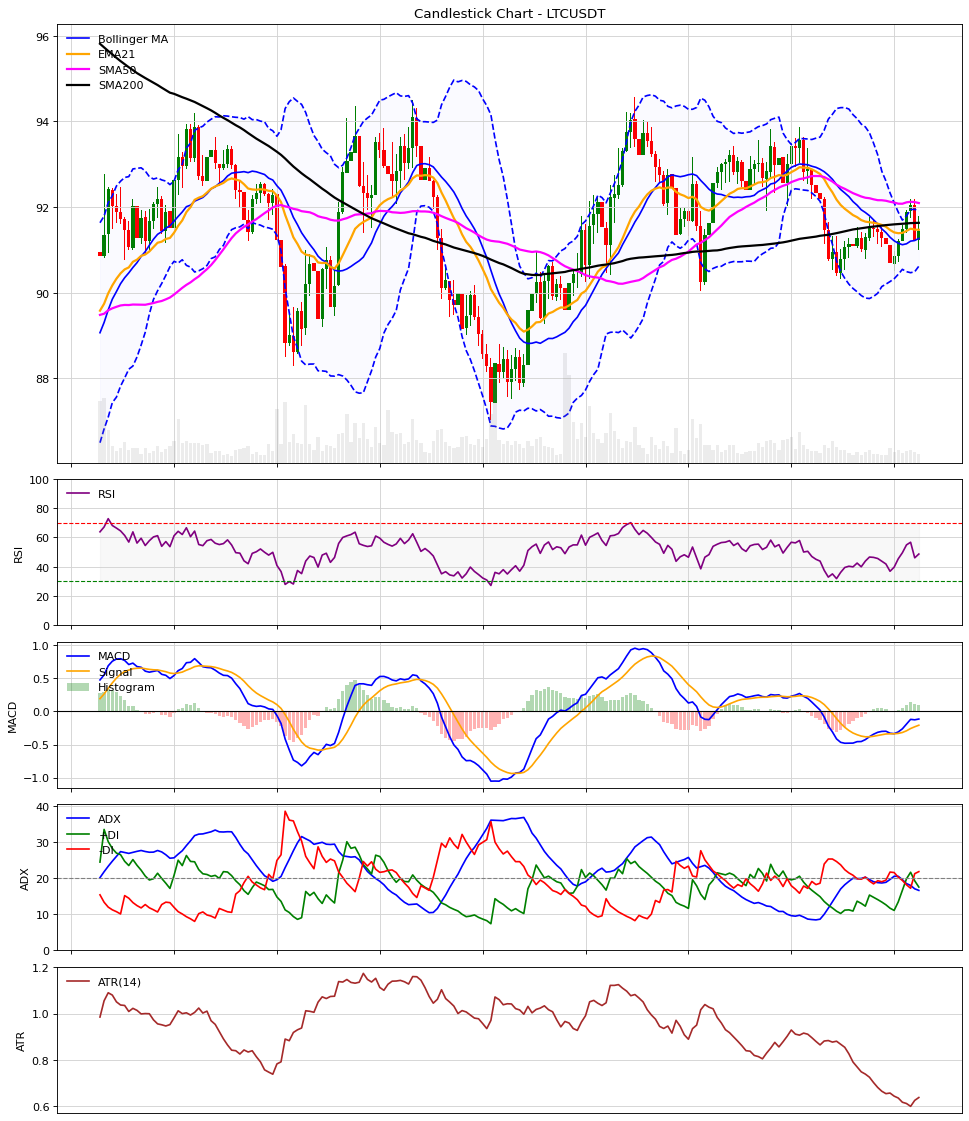 Candlestick Chart - LTCUSDT
96
94
92
90
88
Bollinger MA
EMA21
SMA50
SMA200
RSI
100
80
60
40
20
0
RSI
MACD
1.0
0.5
0.0
−0.5
−1.0
MACD
Signal
Histogram
ADX
40
30
20
10
0
ADX
+DI
-DI
ATR
1.2
1.0
0.8
0.6
ATR(14)